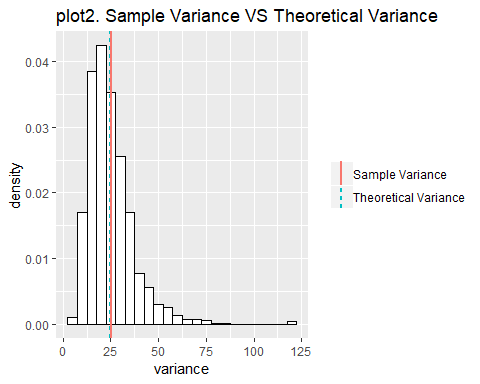 plot2. Sample Variance VS Theoretical Variance
density
0.04
0.03
0.02
0.01
0.00
0
25
50
75
100
125
variance
Sample Variance
Theoretical Variance